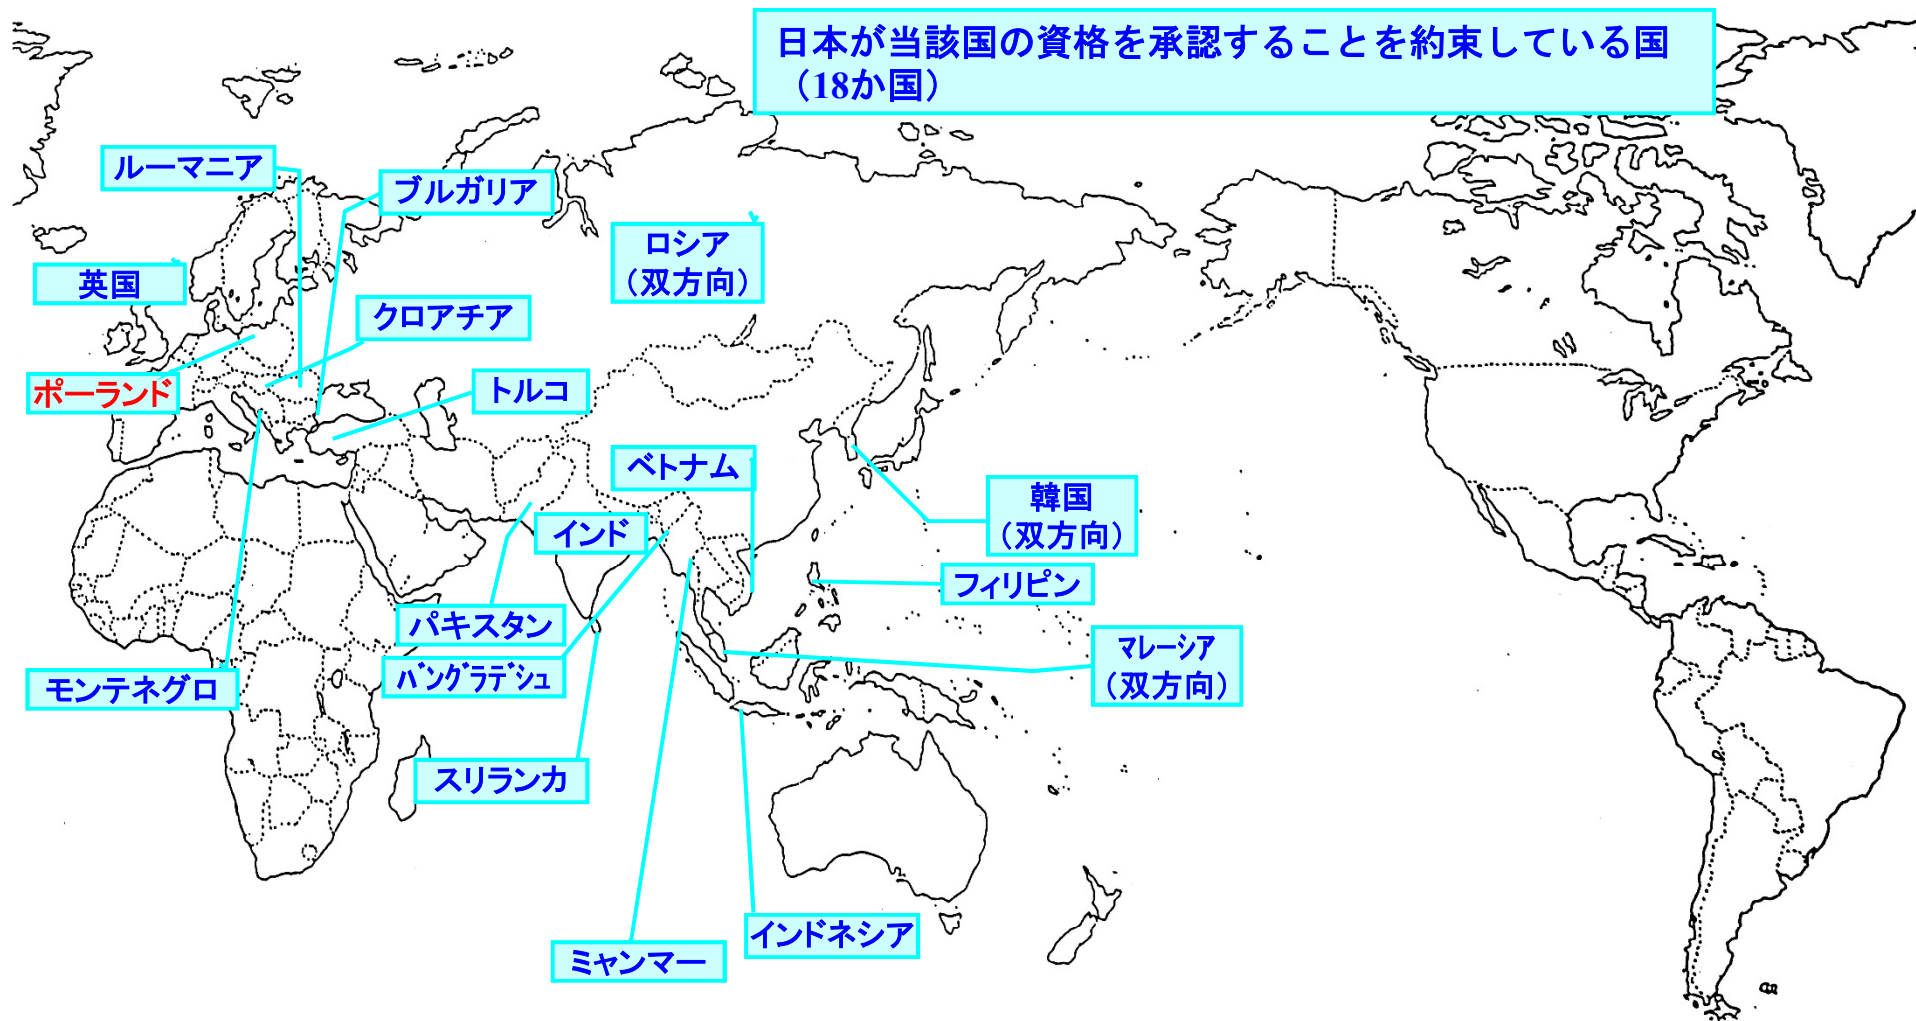 日本が当該国の資格を承認することを約束している国
（18か国）
ルーマニア
ブルガリア
ロシア
（双方向）
英国
クロアチア
ポーランド
トルコ
ベトナム
韓国
（双方向）
インド
フィリピン
パキスタン
マレーシア
（双方向）
バングラデシュ
モンテネグロ
スリランカ
インドネシア
ミャンマー